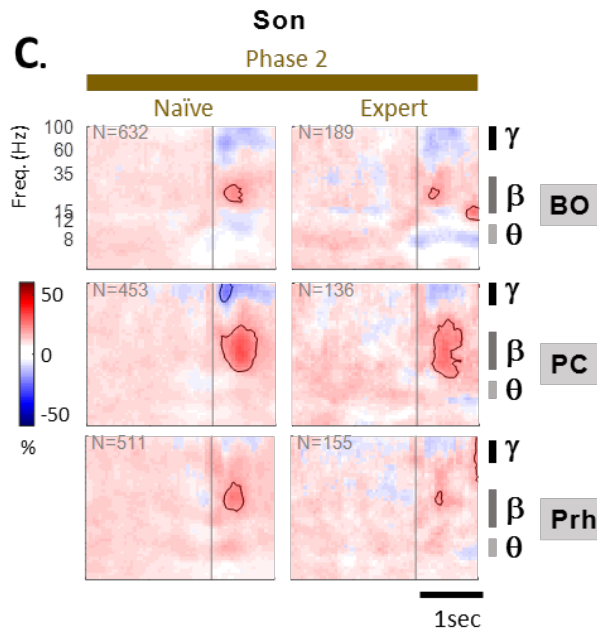 Son
C.
Phase 2
Naïve
Expert
Freq. (Hz)
100
60
35
15
12
8
N=632
N=189
γ
β
θ
BO
50
0
-50
%
N=453
N=136
γ
β
θ
PC
N=511
N=155
γ
β
θ
Prh
1sec